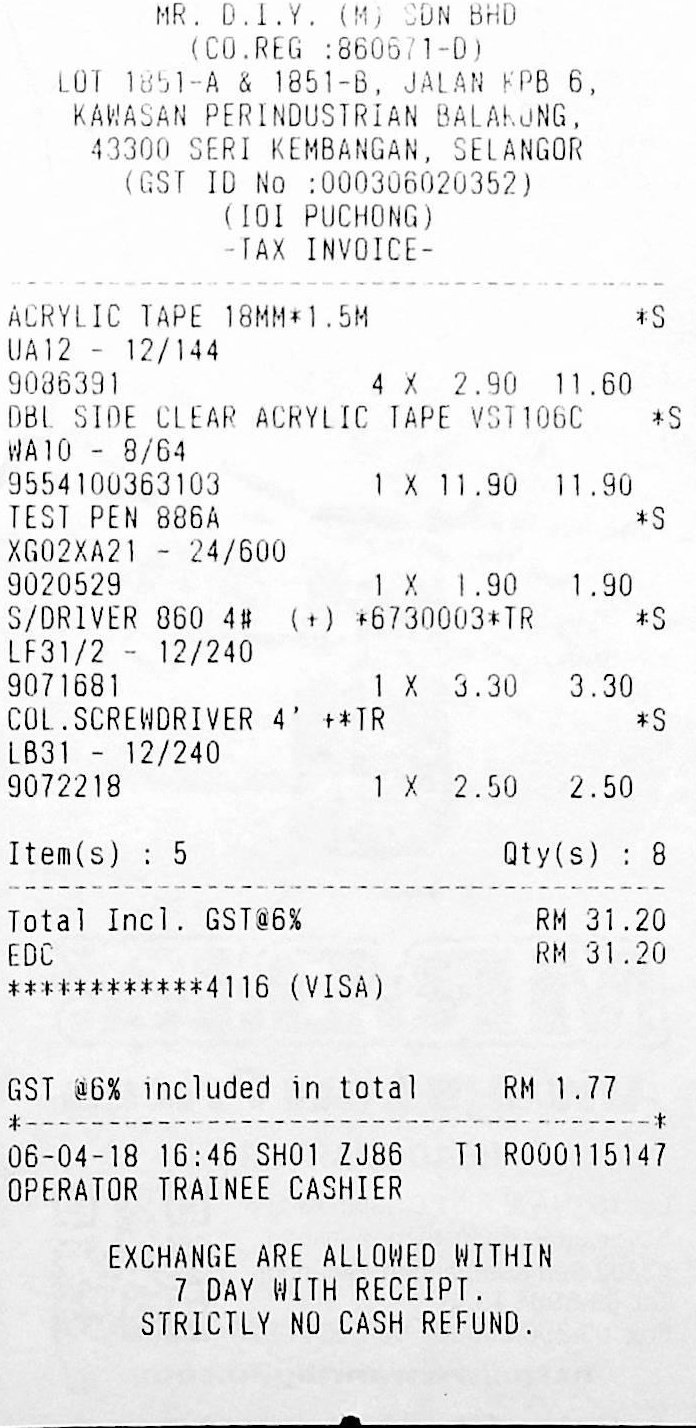 MR. D.I.Y. (M) SDN BHD
(CO.REG :860671-D)
LOT 1851-A & 1851-B, JALAN KPB 6,
KAWASAN PERINDUSTRIAN BALAKONG,
43300 SERI KEMBANGAN, SELANGOR
(GST ID No :000306020352)
(IOI PUCHONG)
-TAX INVOICE-
ACRYLIC TAPE 18MM*1.5M *S
UA12 - 12/144
9086391 4 X 2.90 11.60
DBL SIDE CLEAR ACRYLIC TAPE VST106C *S
WA10 - 8/64
9554100363103 1 X 11.90 11.90
TEST PEN 886A *S
XG02XA21 - 24/600
9020529 1 X 1.90 1.90
S/DRIVER 860 4# (+) *6730003*TR *S
LF31/2 - 12/240
9071681 1 X 3.30 3.30
COL.SCREWDRIVER 4' +*TR *S
LB31 - 12/240
9072218 1 X 2.50 2.50
Item(s) : 5 Qty(s) : 8
Total Incl. GST@6% RM 31.20
EDC RM 31.20
************4116 (VISA)
GST @6% included in total RM 1.77
*--------------------------------------*
06-04-18 16:46 SH01 ZJ86 T1 R000115147
OPERATOR TRAINEE CASHIER
EXCHANGE ARE ALLOWED WITHIN
7 DAY WITH RECEIPT.
STRICTLY NO CASH REFUND.